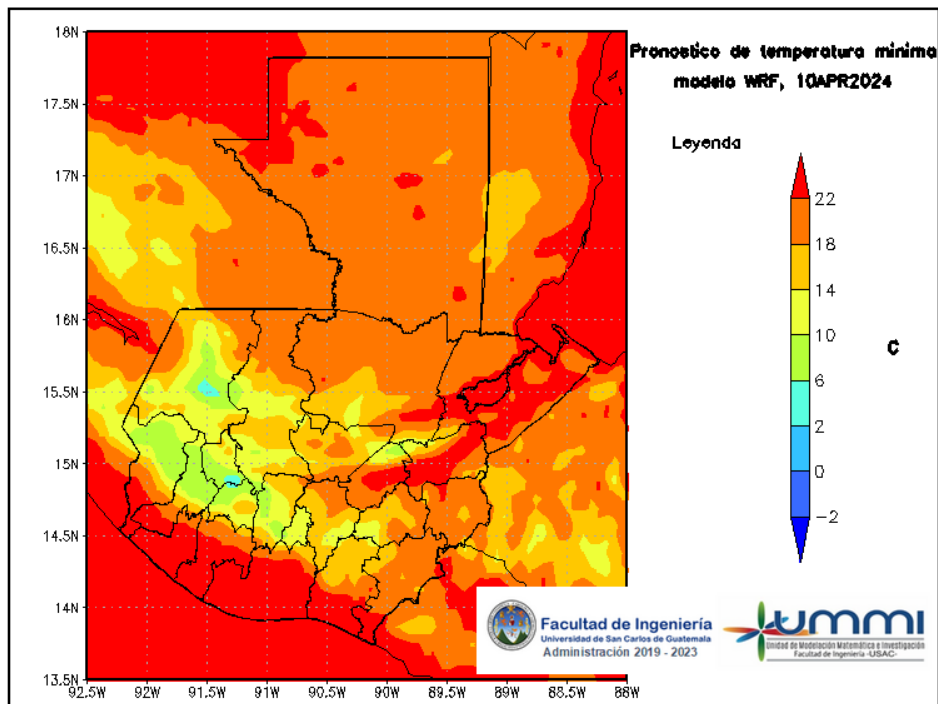 Pronostico de temperatura minima
modelo WRF, 10APR2024
Leyenda
22
18
14
10
6
2
0
-2
C
18N
17.5N
17N
16.5N
16N
15.5N
15N
14.5N
14N
13.5N
92.5W
92W
91.5W
91W
90.5W
90W
89.5W
89W
88.5W
88W
Facultad de Ingeniería
Universidad de San Carlos de Guatemala
Administración 2019 - 2023
UMMI
Unidad de Modelación Matemática e Investigación
Facultad de Ingeniería -USAC-